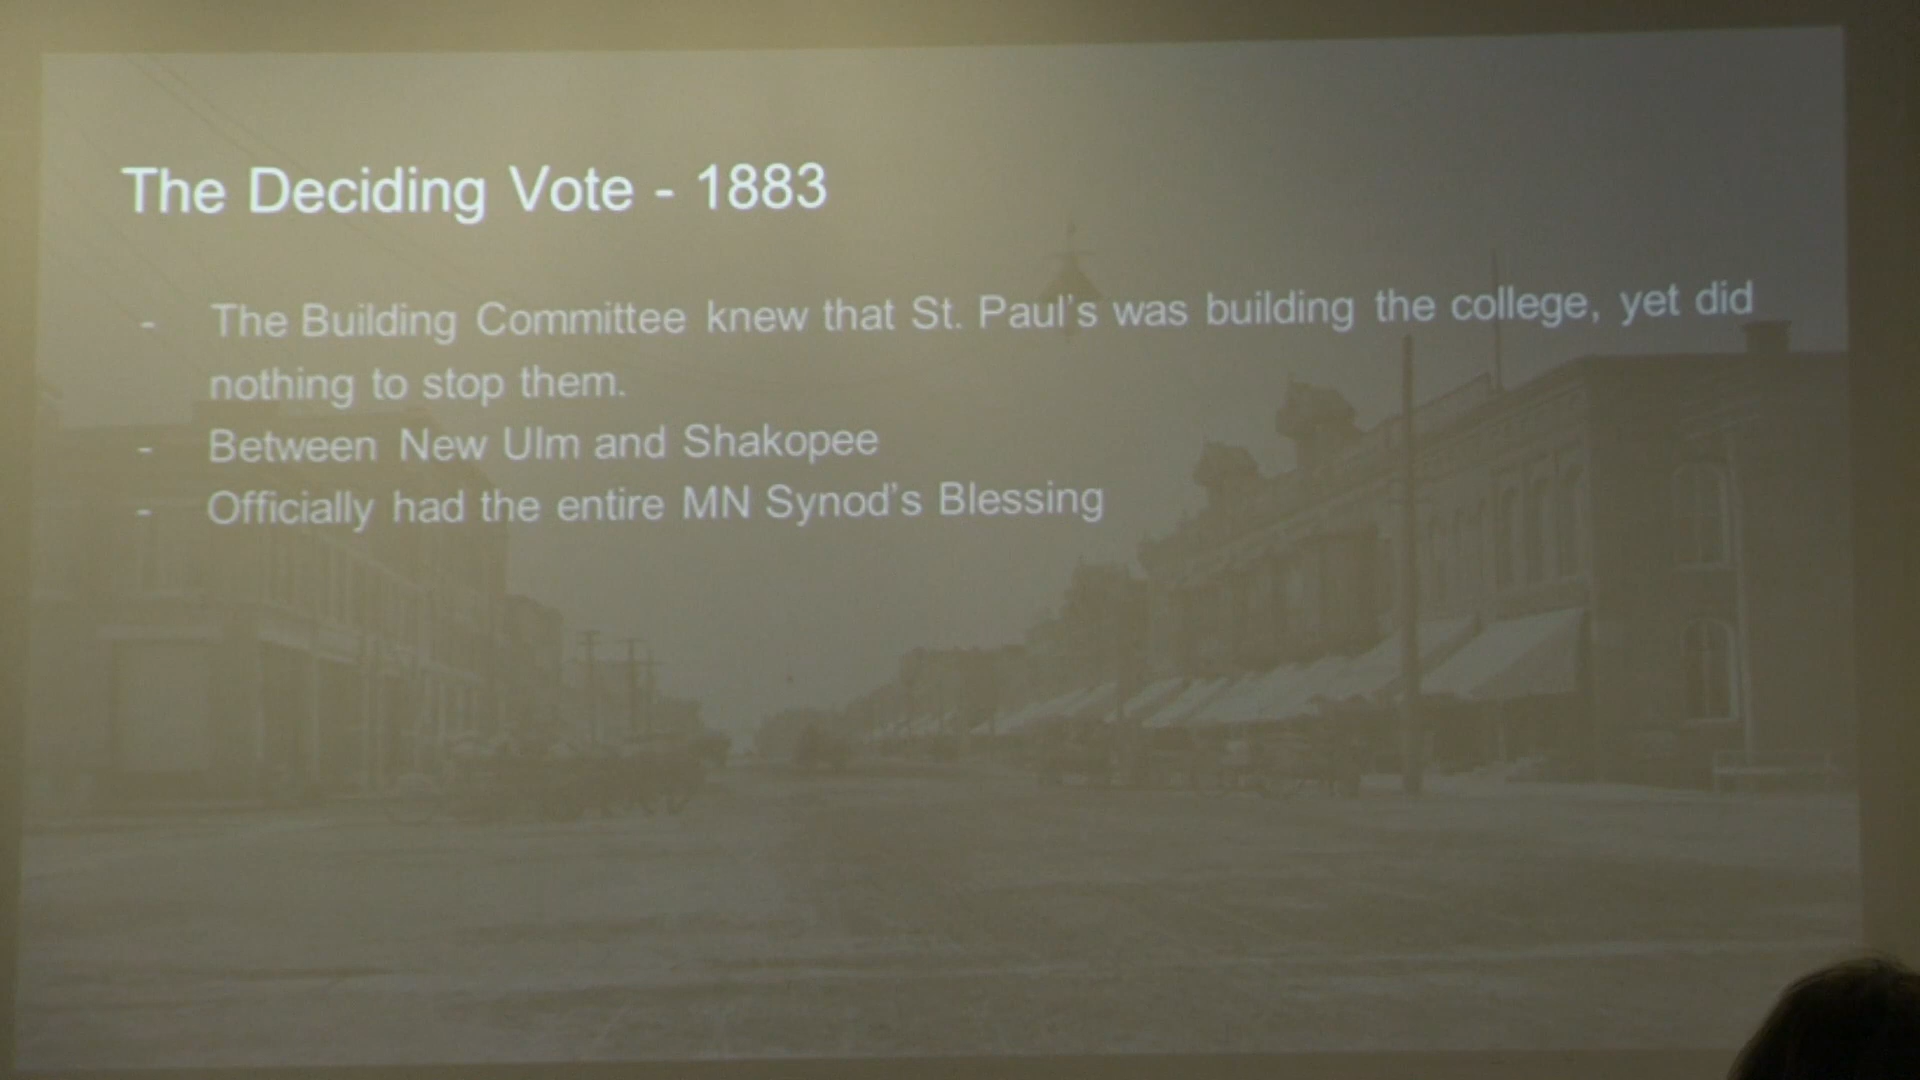 The Deciding Vote - 1883
- The Building Committee knew that St. Paul's was building the college, yet did
nothing to stop them.
- Between New Ulm and Shakopee
- Officially had the entire MN Synod's Blessing